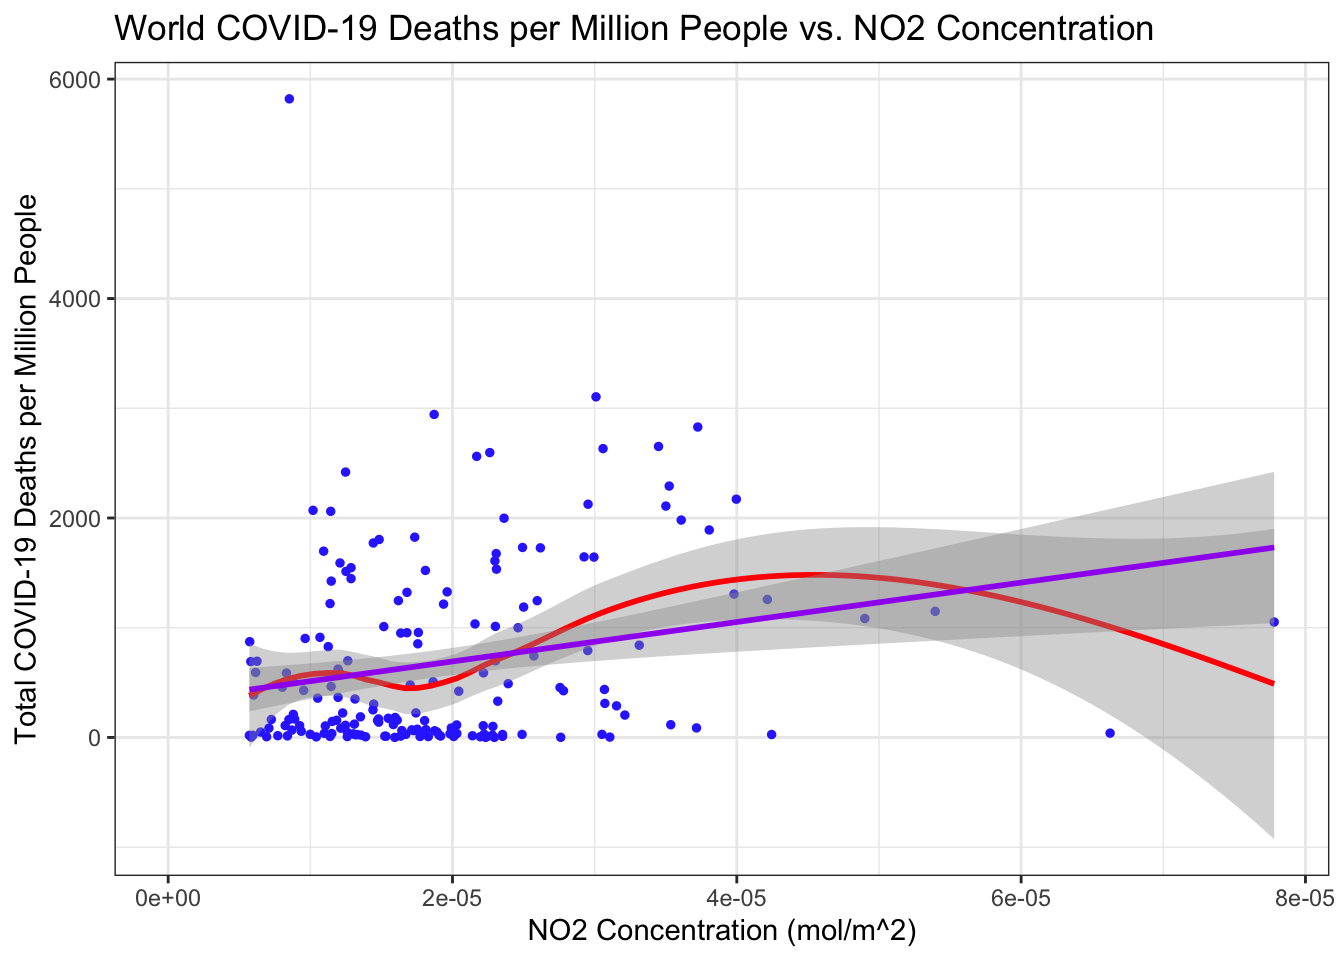 World COVID-19 Deaths per Million People vs. NO2 Concentration
Total COVID-19 Deaths per Million People
6000
4000
2000
0
0e+00
2e-05
4e-05
6e-05
8e-05
NO2 Concentration (mol/m^2)